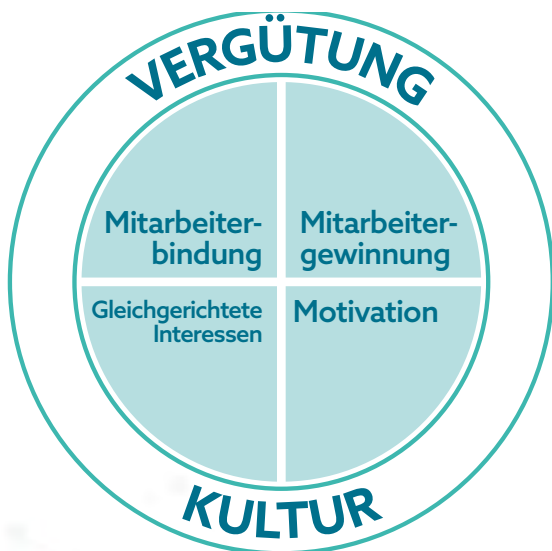 VERGÜTUNG
Mitarbeiter-
bindung
Mitarbeiter-
gewinnung
Gleichgerichtete
Interessen
Motivation
KULTUR